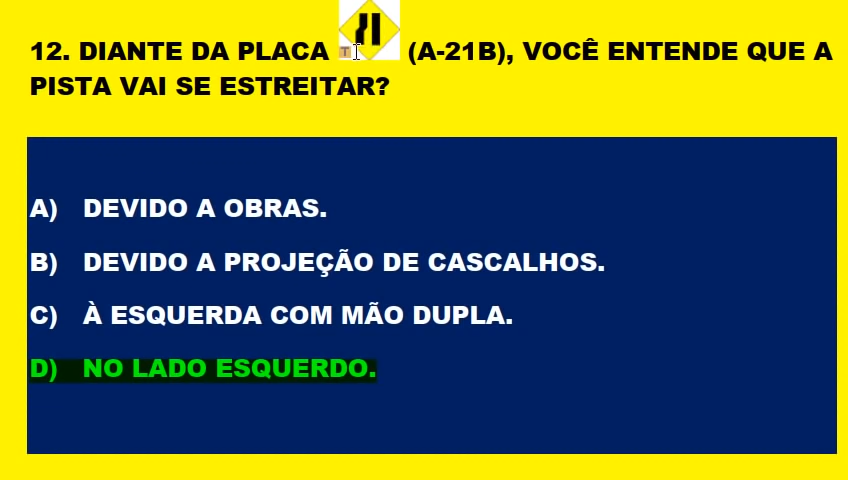 12. DIANTE DA PLACA (A-21B), VOCÊ ENTENDE QUE A
PISTA VAI SE ESTREITAR?
A) DEVIDO A OBRAS.
B) DEVIDO A PROJEÇÃO DE CASCALHOS.
C) À ESQUERDA COM MÃO DUPLA.
D) NO LADO ESQUERDO.